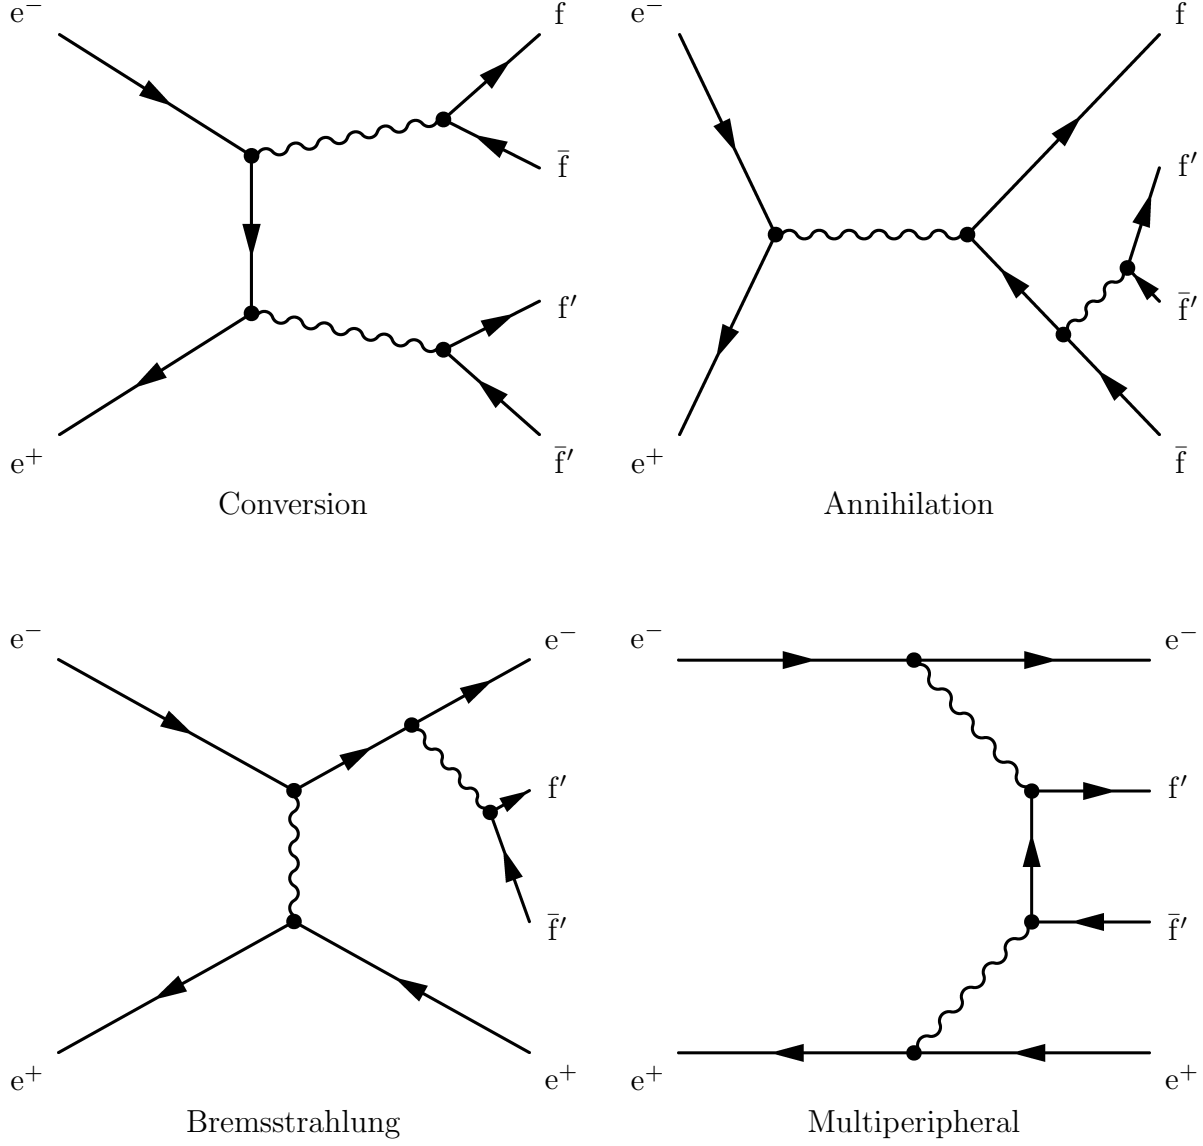 e⁻ f e⁻ f
f̄ f′
f′ f̄′
e⁺ f̄′ e⁺ f̄
Conversion Annihilation
e⁻ e⁻ e⁻ e⁻
f′ f′
f̄′ f̄′
e⁺ e⁺ e⁺ e⁺
Bremsstrahlung Multiperipheral